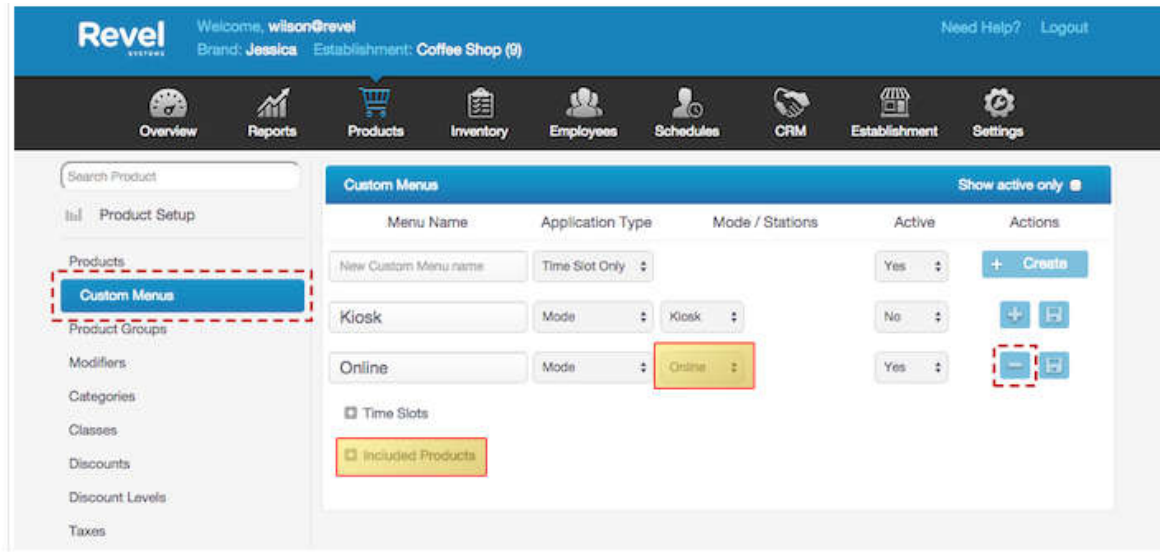 Revel
SYSTEMS
Welcome, wilson@revel
Brand: Jessica Establishment: Coffee Shop (9)
Need Help? Logout
Overview Reports Products Inventory Employees Schedules CRM Establishment Settings
Search Product
Product Setup
Products
Custom Menus
Product Groups
Modifiers
Categories
Classes
Discounts
Discount Levels
Taxes
Custom Menus Show active only
Menu Name Application Type Mode / Stations Active Actions
New Custom Menu name Time Slot Only Yes + Create
Kiosk Mode Kiosk No
Online Mode Online Yes
Time Slots
Included Products